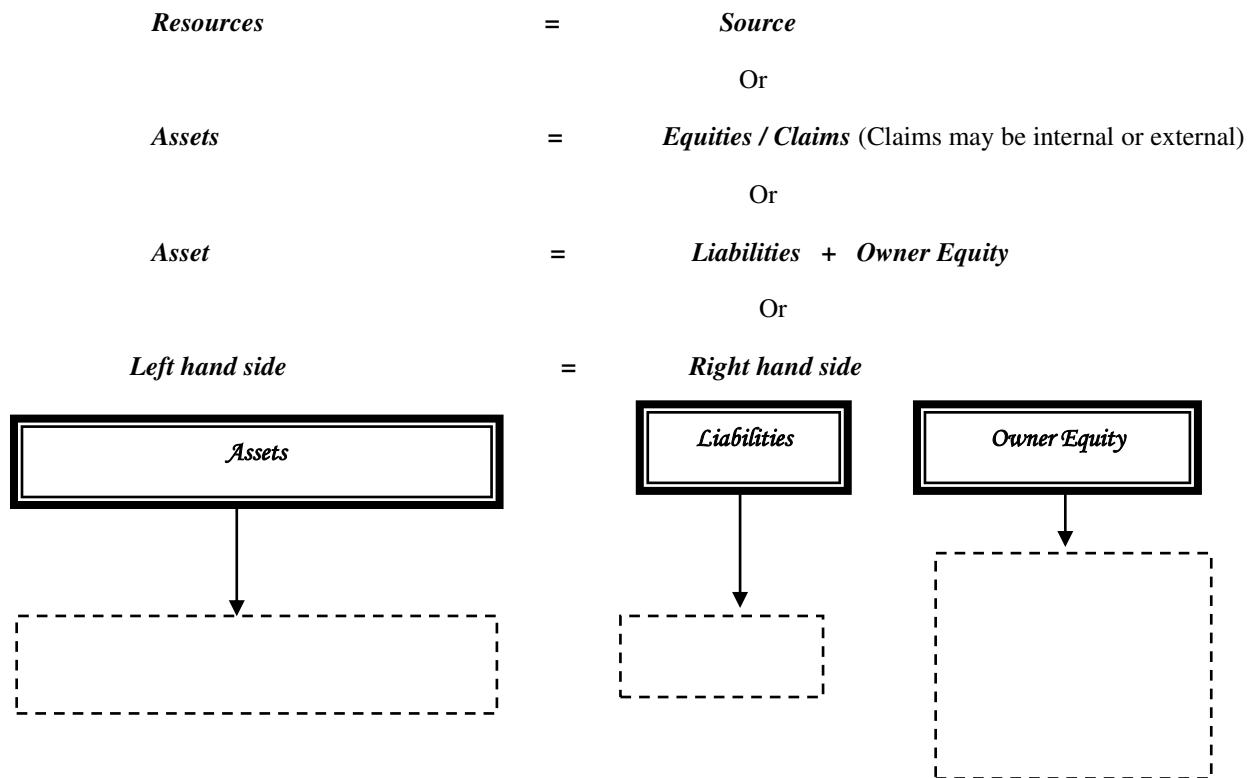 Resources = Source
Or
Assets = Equities / Claims (Claims may be internal or external)
Or
Asset = Liabilities + Owner Equity
Or
Left hand side = Right hand side
Assets Liabilities Owner Equity